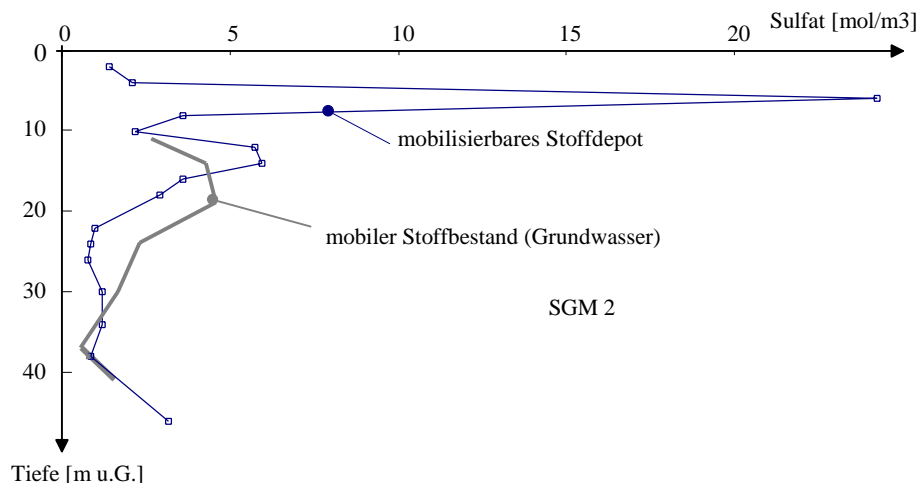 Sulfat [mol/m3]
0 5 10 15 20
0
10
mobilisierbares Stoffdepot
20
mobiler Stoffbestand (Grundwasser)
30
SGM 2
40
Tiefe [m u.G.]